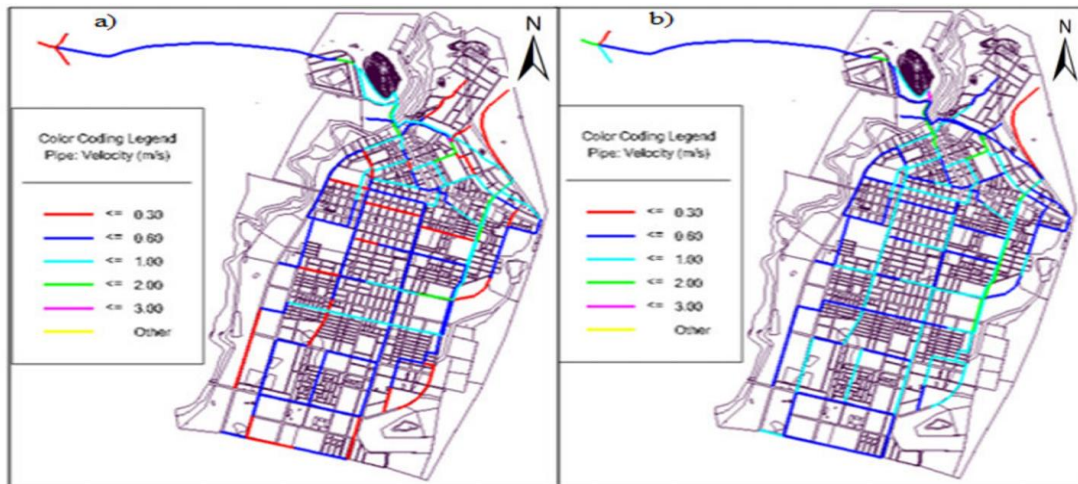 a)
N
Color Coding Legend
Pipe: Velocity (m/s)
<= 0.30
<= 0.60
<= 1.00
<= 2.00
<= 3.00
Other
b)
N
Color Coding Legend
Pipe: Velocity (m/s)
<= 0.30
<= 0.60
<= 1.00
<= 2.00
<= 3.00
Other